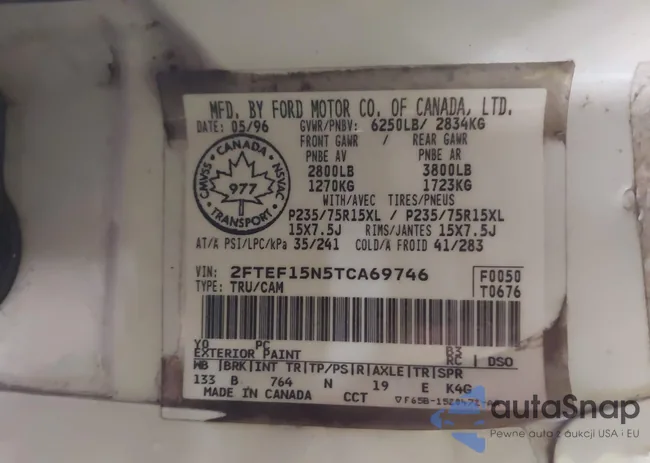 MFD. BY FORD MOTOR CO. OF CANADA, LTD.
DATE: 05/96 GVWR/PNBV: 6250LB/ 2834KG
FRONT GAWR / REAR GAWR
PNBE AV PNBE AR
2800LB 3800LB
1270KG 1723KG
WITH/AVEC TIRES/PNEUS
P235/75R15XL / P235/75R15XL
15X7.5J RIMS/JANTES 15X7.5J
AT/A PSI/LPC/kPa 35/241 COLD/A FROID 41/283
CANADA
CMVSS NSVAC
977
TRANSPORT
VIN: 2FTEF15N5TCA69746 F0050
TYPE: TRU/CAM T0676
YO PC
EXTERIOR PAINT RC DSO
WB |BRK|INT TR|TP/PS|R|AXLE|TR|SPR
133 B 764 N 19 E K4G
MADE IN CANADA CCT
autoSnap
Pewne auto z aukcji USA i EU